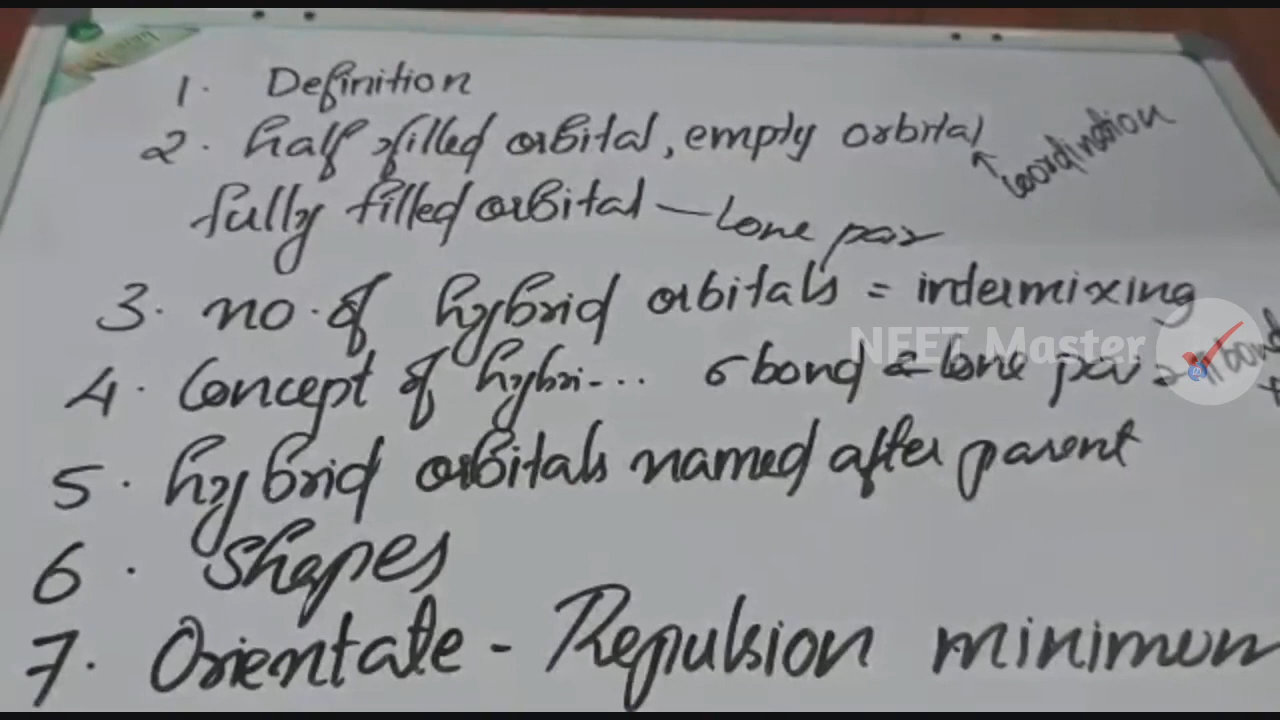 1. Definition
2. half filled orbital, empty orbital
coordination
fully filled orbital — lone pair
3. no. of hybrid orbitals = intermixing
NEET Master
4. Concept of hybri-... σ bond & lone pair π bond
5. hybrid orbitals named after parent
6. shapes
7. Orientate - Repulsion minimum